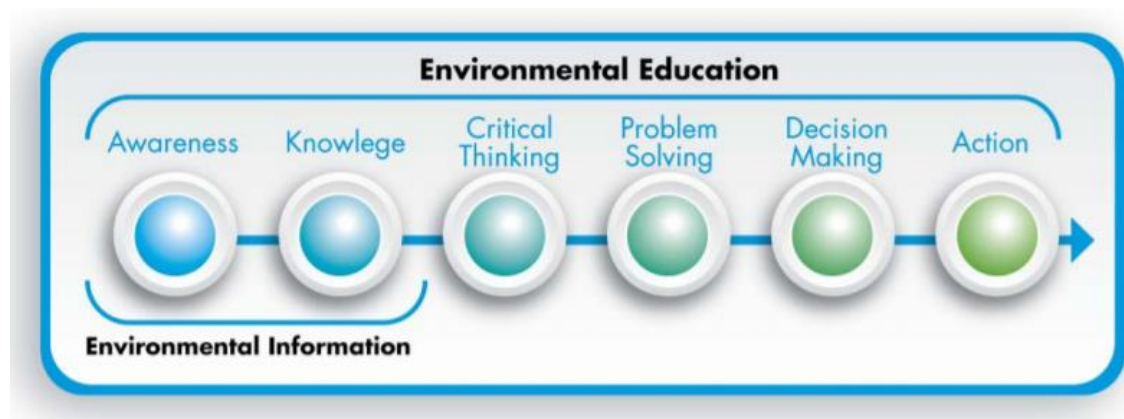 Environmental Education
Awareness
Knowlege
Critical
Thinking
Problem
Solving
Decision
Making
Action
Environmental Information